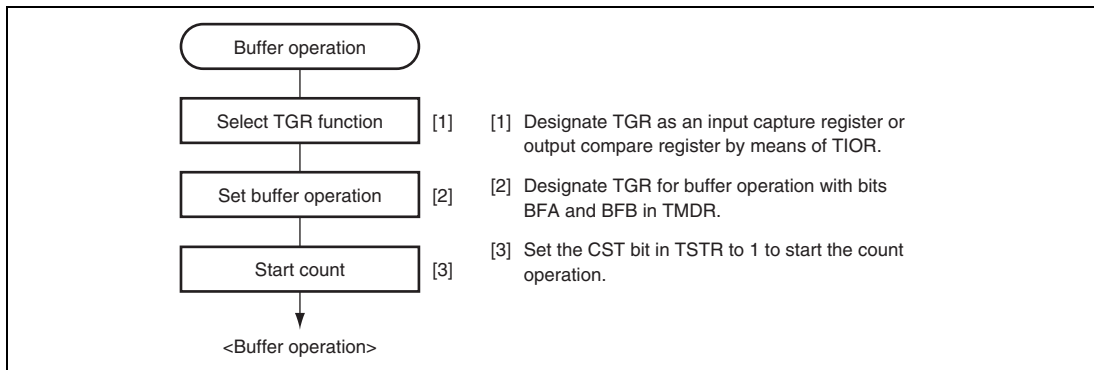 Buffer operation
Select TGR function [1]
[1] Designate TGR as an input capture register or
output compare register by means of TIOR.
Set buffer operation [2]
[2] Designate TGR for buffer operation with bits
BFA and BFB in TMDR.
Start count [3]
[3] Set the CST bit in TSTR to 1 to start the count
operation.
<Buffer operation>